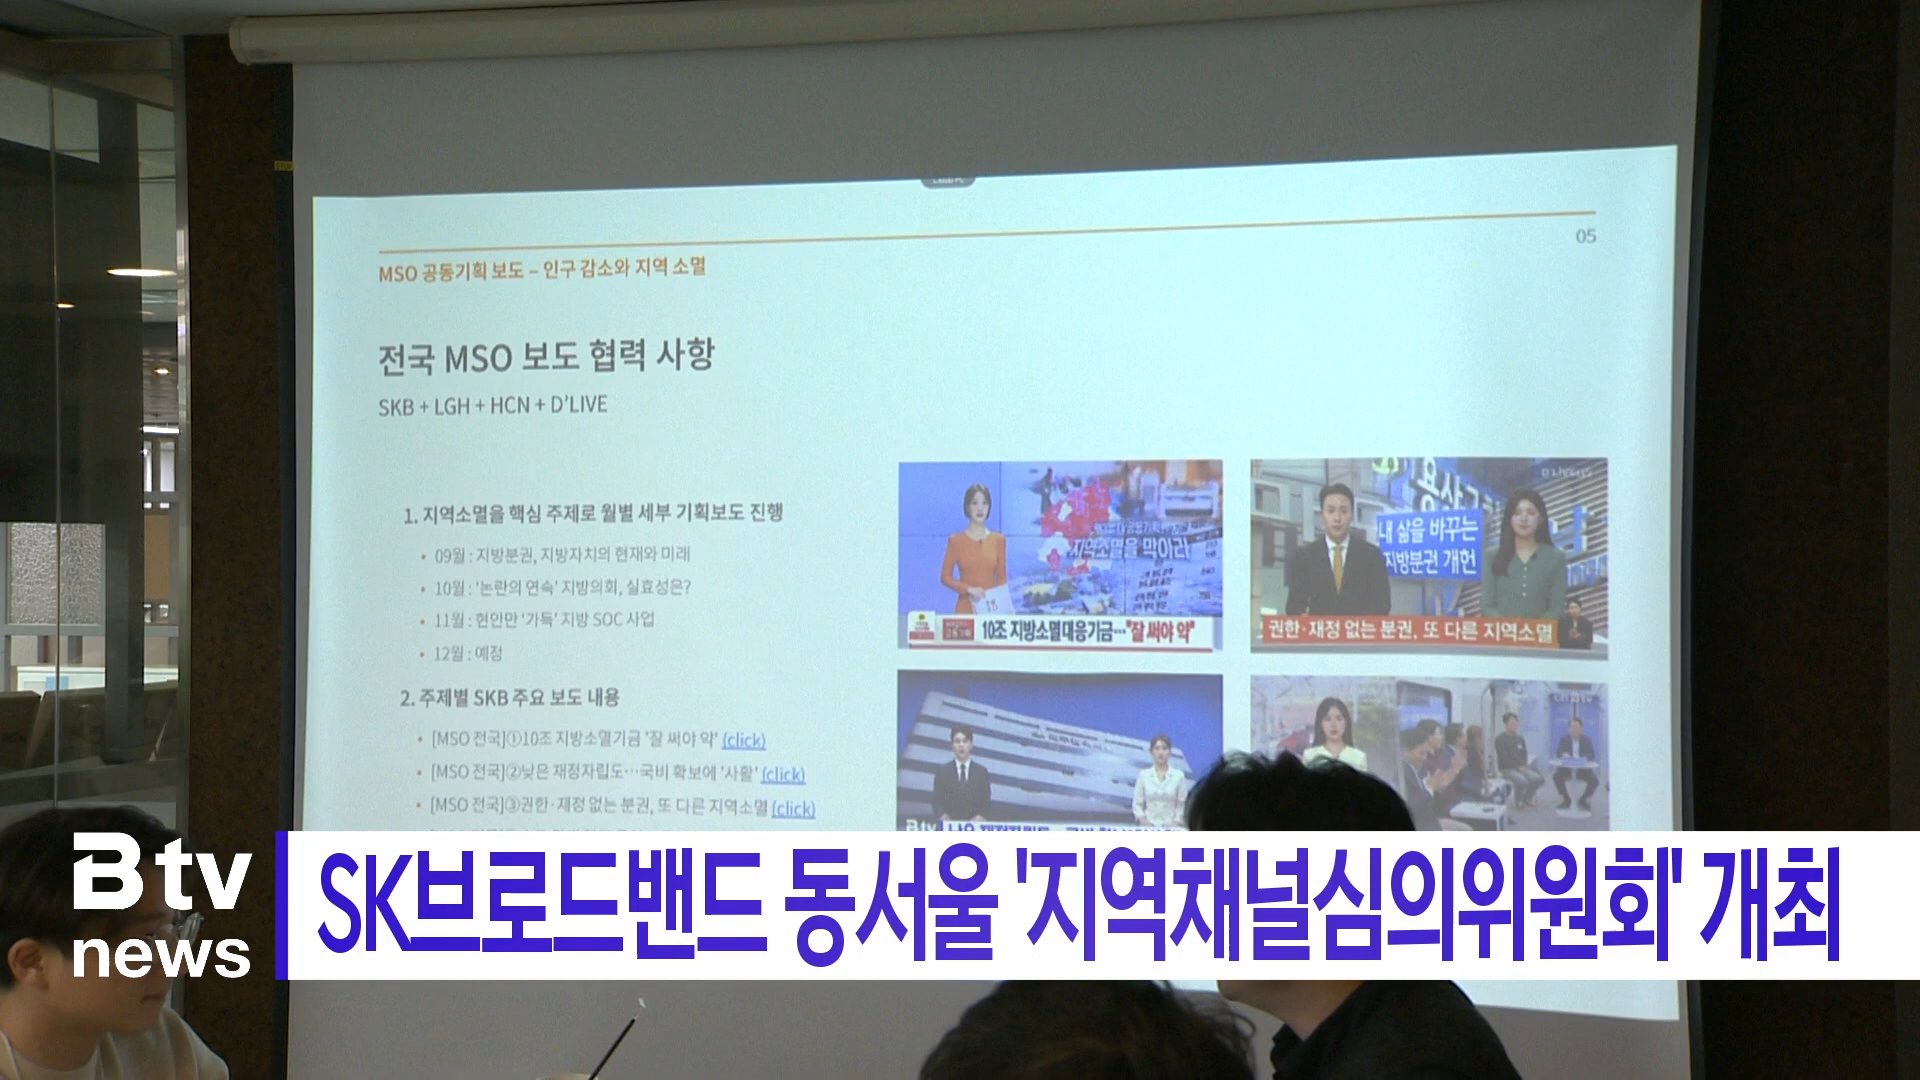 05
MSO 공동기획 보도 – 인구 감소와 지역 소멸
전국 MSO 보도 협력 사항
SKB + LGH + HCN + D'LIVE
1. 지역소멸을 핵심 주제로 월별 세부 기획보도 진행
• 09월 : 지방분권, 지방자치의 현재와 미래
• 10월 : '논란의 연속' 지방의회, 실효성은?
• 11월 : 현안만 '가득' 지방 SOC 사업
• 12월 : 예정
2. 주제별 SKB 주요 보도 내용
• [MSO 전국]①10조 지방소멸기금 '잘 써야 약' (click)
• [MSO 전국]②낮은 재정자립도…국비 확보에 '사활' (click)
• [MSO 전국]③권한·재정 없는 분권, 또 다른 지역소멸 (click)
지역소멸을 막아라
10조 지방소멸대응기금…"잘 써야 약"
내 삶을 바꾸는
지방분권 개헌
권한·재정 없는 분권, 또 다른 지역소멸
B tv
news
SK브로드밴드 동서울 '지역채널심의위원회' 개최